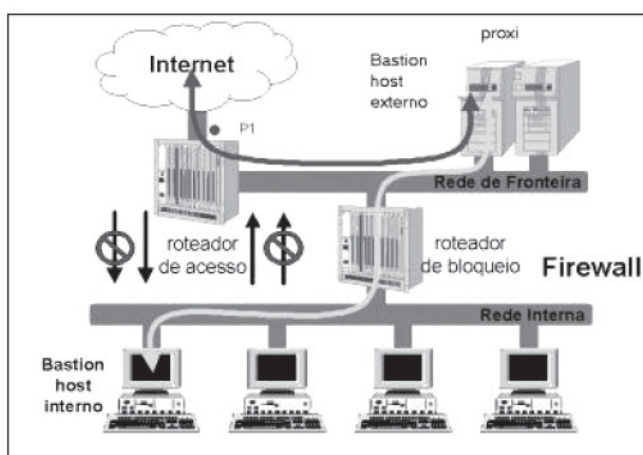 proxi
Internet
Bastion
host
externo
P1
Rede de Fronteira
roteador
de acesso
roteador
de bloqueio
Firewall
Rede Interna
Bastion
host
interno